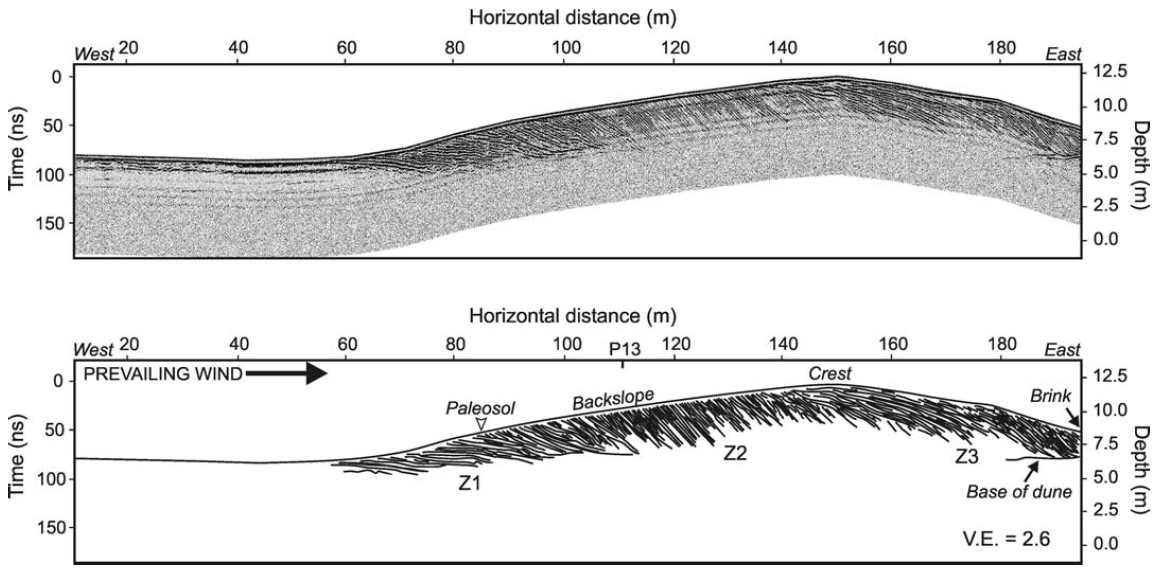 Horizontal distance (m)
West 20 40 60 80 100 120 140 160 180 East
0 12.5
50 10.0
7.5
100 5.0
150 2.5
0.0
Time (ns)
Depth (m)
Horizontal distance (m)
West 20 40 60 80 100 P13 120 140 160 180 East
PREVAILING WIND
0 12.5
50 10.0
7.5
100 5.0
150 2.5
0.0
Time (ns)
Depth (m)
Crest
Backslope
Brink
Paleosol
Z1
Z2
Z3
Base of dune
V.E. = 2.6